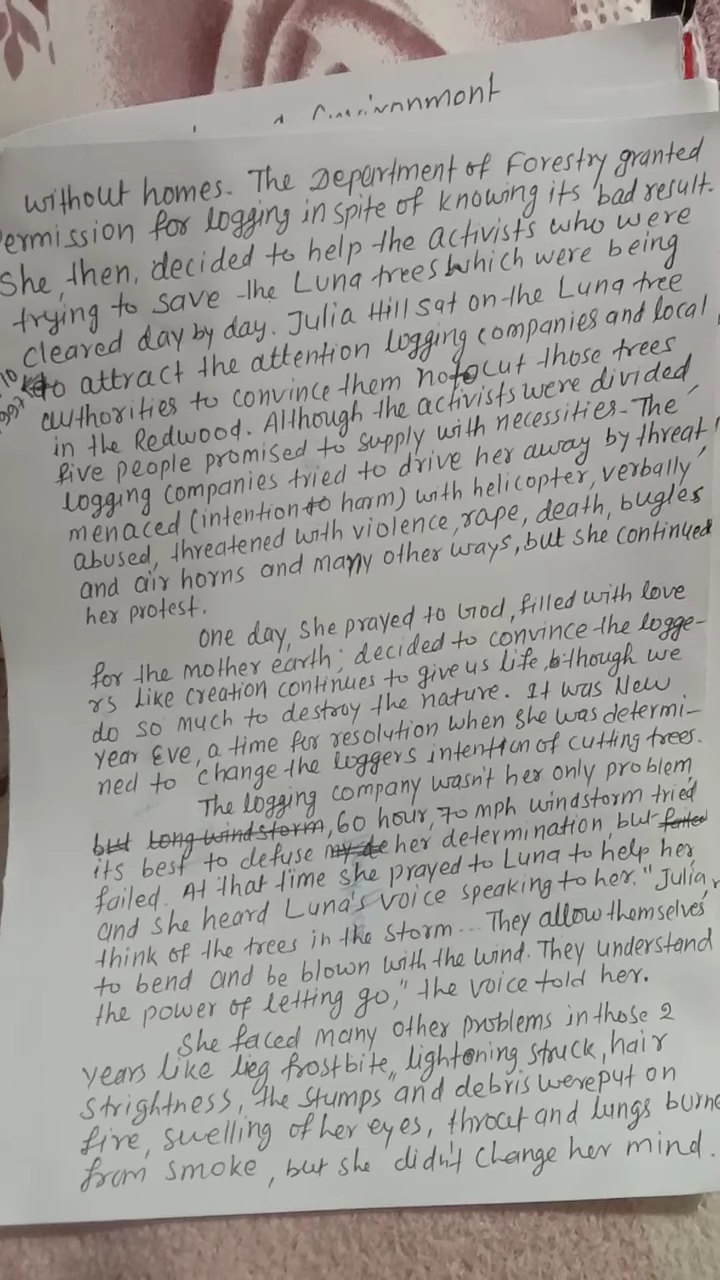 without homes. The Department of Forestry granted
ermission for logging inspite of knowing its bad result.
She, then, decided to help the activists who were
trying to save the Luna trees which were being
cleared day by day. Julia Hill sat on the Luna tree
10 to attract the attention logging companies and local
authorities to convince them not to cut those trees
in the Redwood. Although the activists were divided,
five people promised to supply with necessities. The
logging companies tried to drive her away by threat
menaced (intention to harm) with helicopter, verbally
abused, threatened with violence, rape, death, bugles
and air horns and many other ways, but she continued
her protest.
One day, she prayed to God, filled with love
for the mother earth; decided to convince the logge-
rs like creation continues to give us life though we
do so much to destroy the nature. It was New
year Eve, a time for resolution when she was determi-
ned to change the loggers intention of cutting trees.
The logging company wasn't her only problem,
but long windstorm, 60 hour, 70 mph windstorm tried
its best to defuse her determination, but failed
failed. At that time she prayed to Luna to help her,
and she heard Luna's voice speaking to her. "Julia,
think of the trees in the storm... They allow themselves
to bend and be blown with the wind. They understand
the power of letting go," the voice told her.
She faced many other problems in those 2
years like leg frostbite, lightening struck, hair
strightness, the stumps and debris were put on
fire, swelling of her eyes, throat and lungs burne
from smoke, but she didn't change her mind.